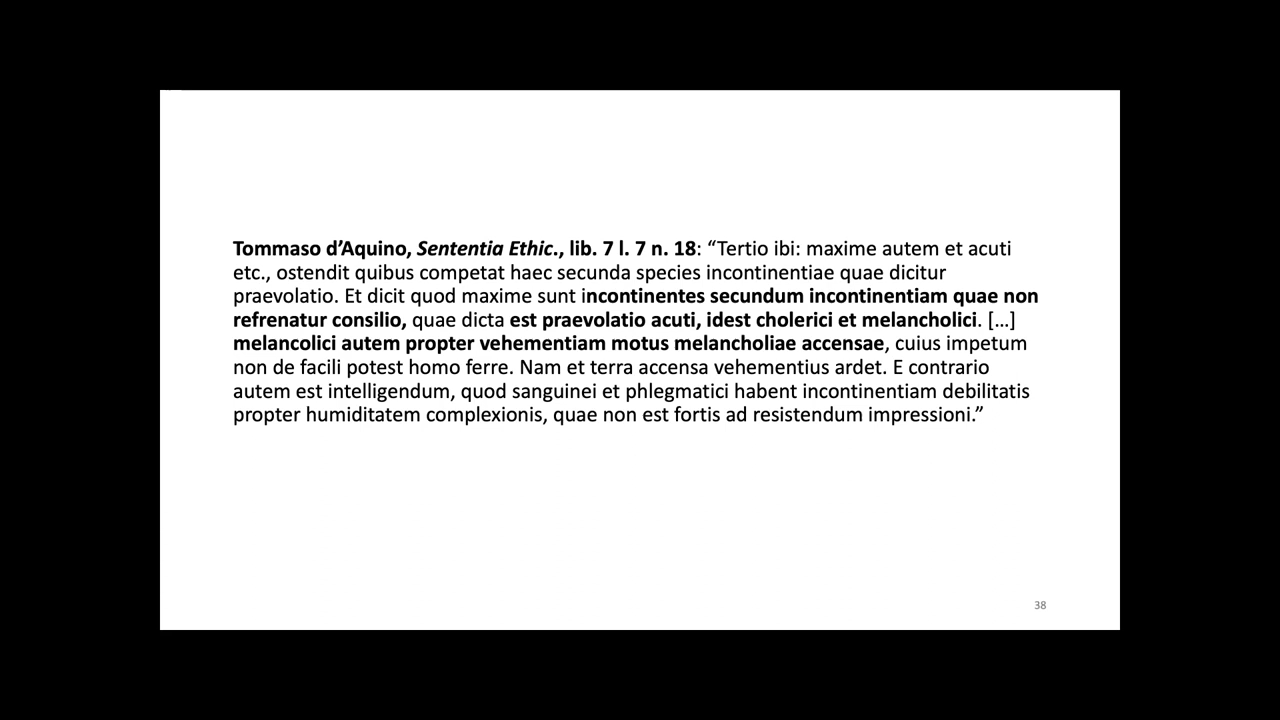 Tommaso d’Aquino, Sententia Ethic., lib. 7 l. 7 n. 18: “Tertio ibi: maxime autem et acuti
etc., ostendit quibus competat haec secunda species incontinentiae quae dicitur
praevolatio. Et dicit quod maxime sunt incontinentes secundum incontinentiam quae non
refrenatur consilio, quae dicta est praevolatio acuti, idest cholerici et melancholici. [...]
melancolici autem propter vehementiam motus melancholiae accensae, cuius impetum
non de facili potest homo ferre. Nam et terra accensa vehementius ardet. E contrario
autem est intelligendum, quod sanguinei et phlegmatici habent incontinentiam debilitatis
propter humiditatem complexionis, quae non est fortis ad resistendum impressioni.”
38